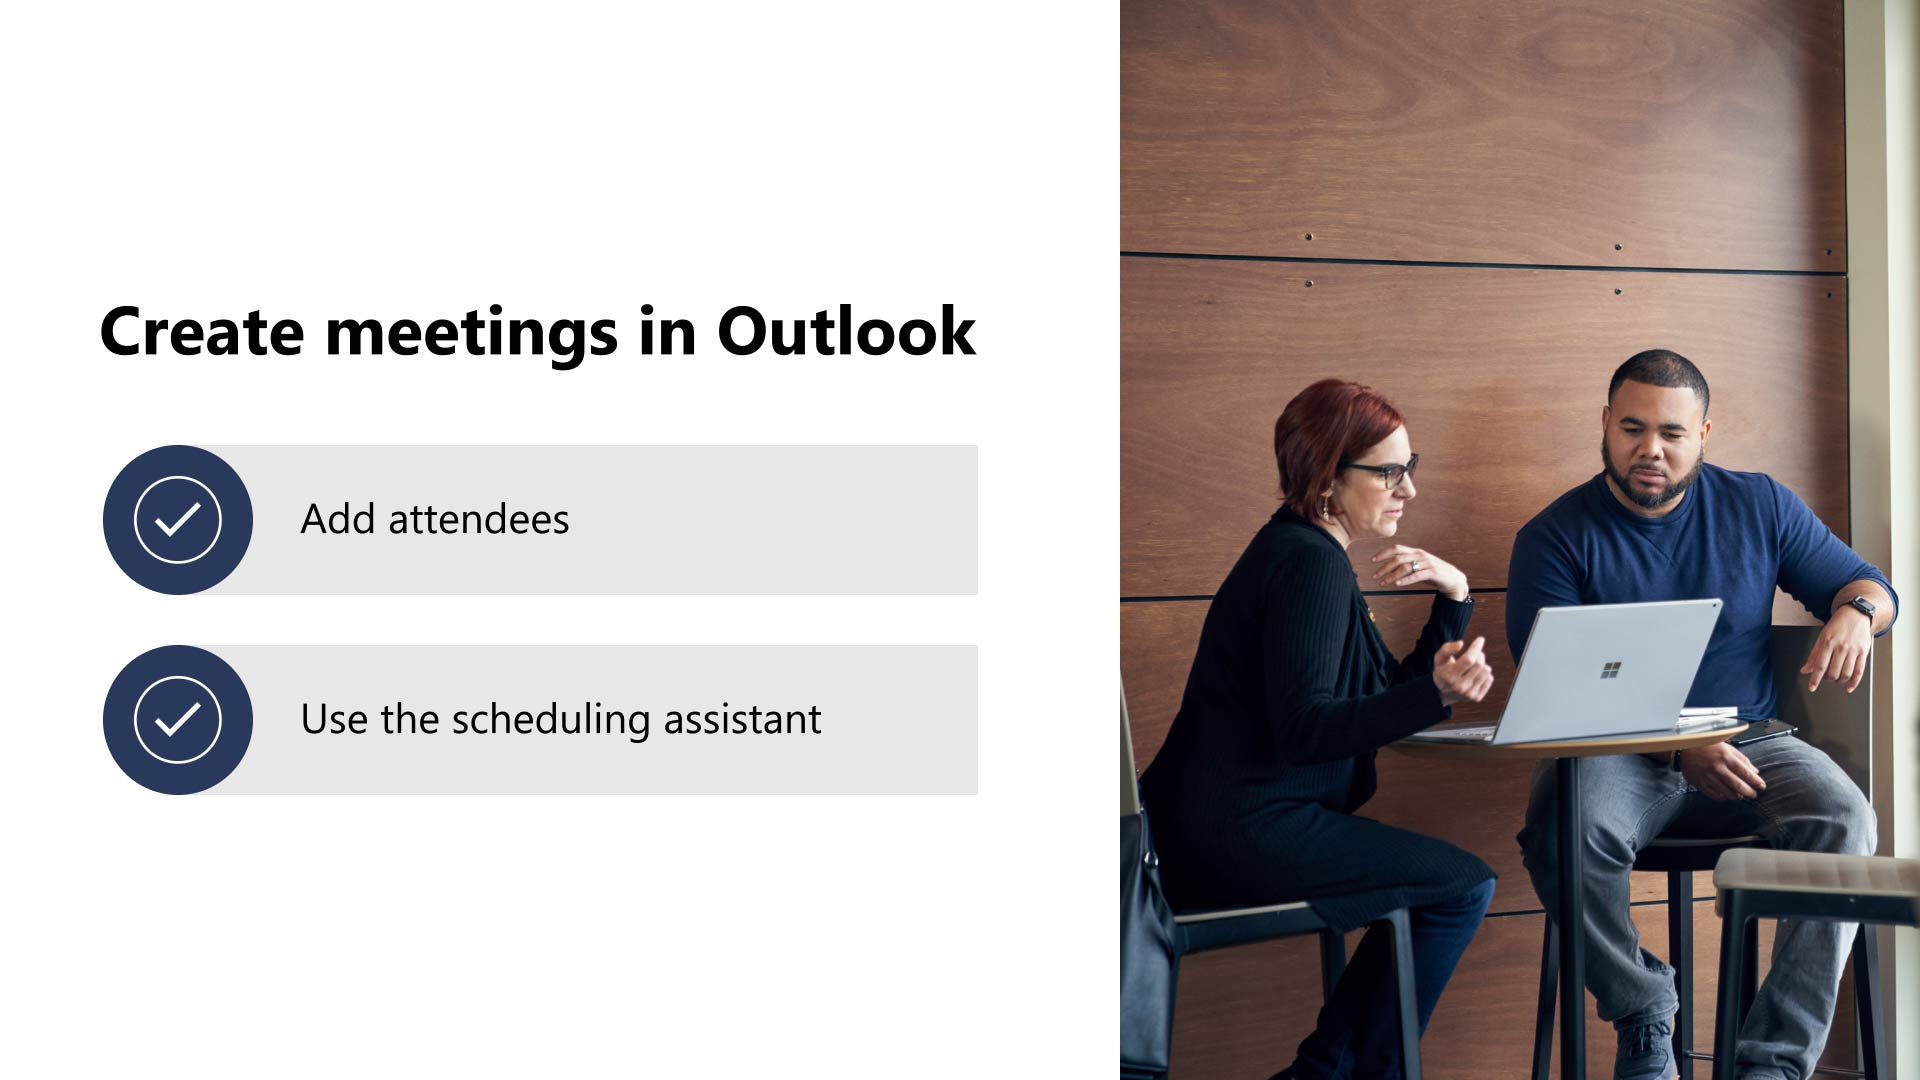 Create meetings in Outlook
Add attendees
Use the scheduling assistant